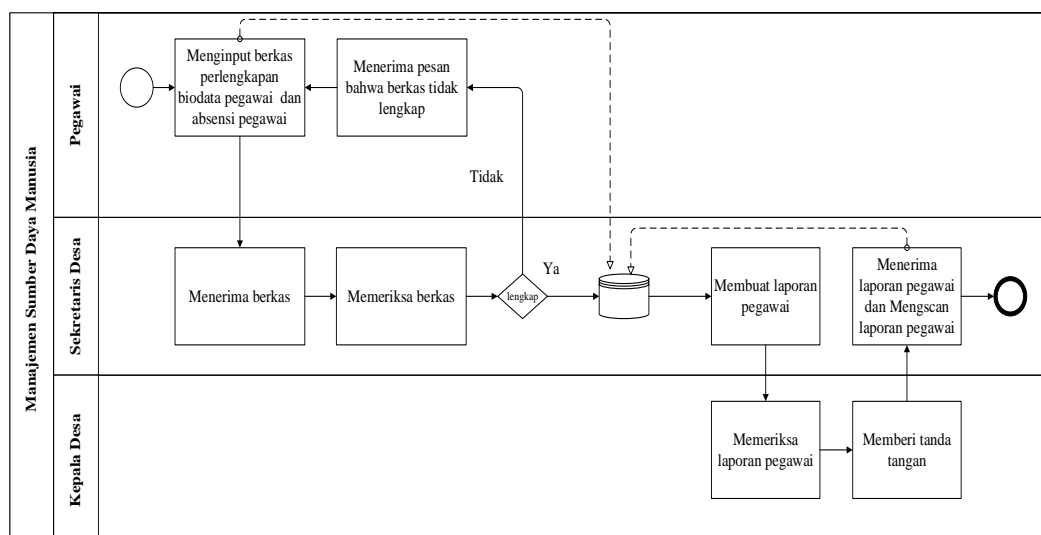 Manajemen Sumber Daya Manusia
Pegawai
Menginput berkas
perlengkapan
biodata pegawai dan
absensi pegawai
Menerima pesan
bahwa berkas tidak
lengkap
Tidak
Sekretaris Desa
Menerima berkas
Memeriksa berkas
lengkap
Ya
Membuat laporan
pegawai
Menerima
laporan pegawai
dan Mengscan
laporan pegawai
Kepala Desa
Memeriksa
laporan pegawai
Memberi tanda
tangan